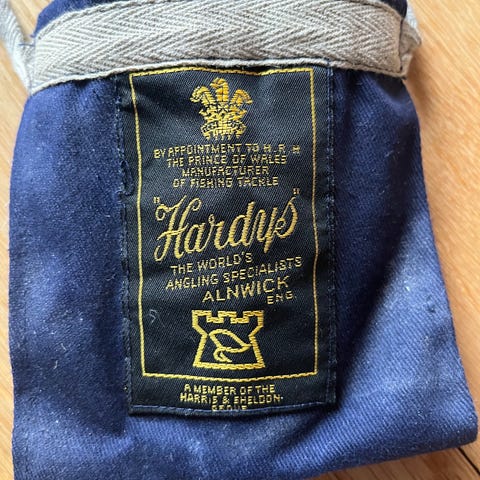 BY APPOINTMENT TO H.R.H
THE PRINCE OF WALES
MANUFACTURER
OF FISHING TACKLE
"Hardys"
THE WORLD'S
ANGLING SPECIALISTS
ALNWICK
ENG.
A MEMBER OF THE
HARRIS & SHELDON
GROUP